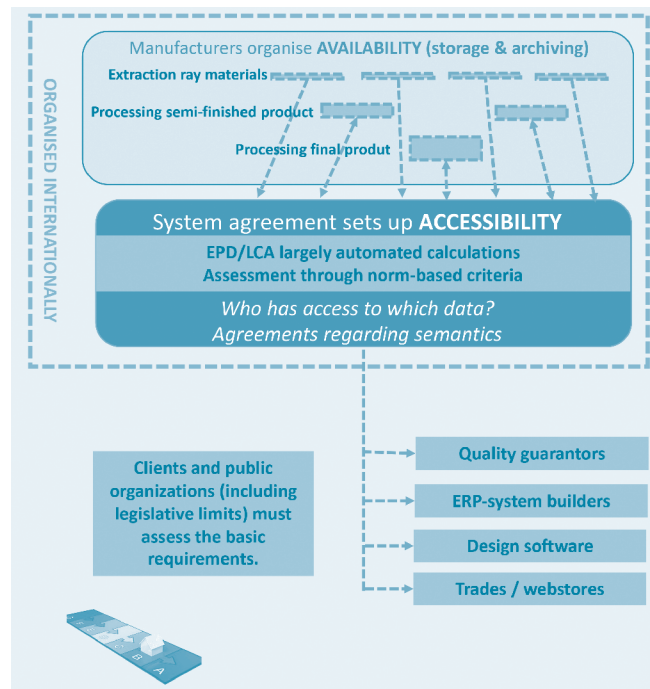 Manufacturers organise AVAILABILITY (storage & archiving)
Extraction ray materials
Processing semi-finished product
Processing final produt
ORGANISED INTERNATIONALLY
System agreement sets up ACCESSIBILITY
EPD/LCA largely automated calculations
Assessment through norm-based criteria
Who has access to which data?
Agreements regarding semantics
Clients and public
organizations (including
legislative limits) must
assess the basic
requirements.
Quality guarantors
ERP-system builders
Design software
Trades / webstores
B
A